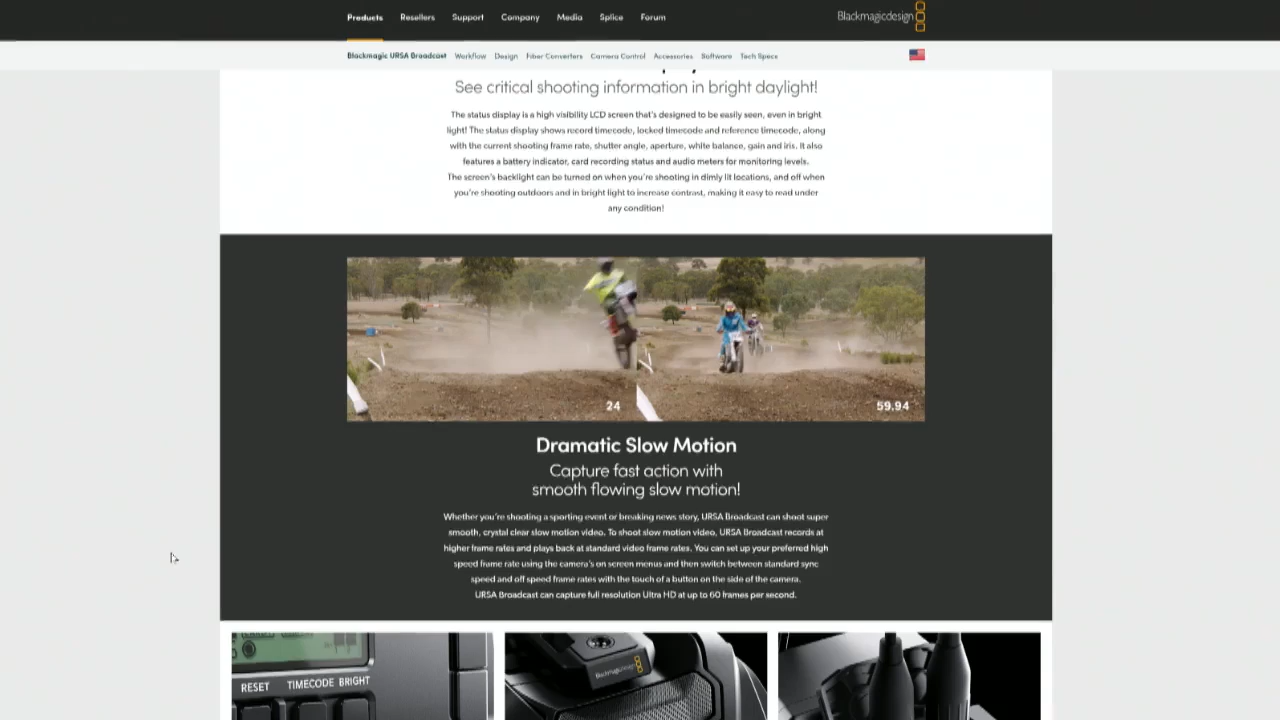 Products Resellers Support Company Media Splice Forum
Blackmagicdesign
Blackmagic URSA Broadcast Workflow Design Fiber Converters Camera Control Accessories Software Tech Specs
See critical shooting information in bright daylight!
The status display is a high visibility LCD screen that's designed to be easily seen, even in bright
light! The status display shows record timecode, locked timecode and reference timecode, along
with the current shooting frame rate, shutter angle, aperture, white balance, gain and iris. It also
features a battery indicator, card recording status and audio meters for monitoring levels.
The screen's backlight can be turned on when you're shooting in dimly lit locations, and off when
you're shooting outdoors and in bright light to increase contrast, making it easy to read under
any condition!
24
59.94
Dramatic Slow Motion
Capture fast action with
smooth flowing slow motion!
Whether you're shooting a sporting event or breaking news story, URSA Broadcast can shoot super
smooth, crystal clear slow motion video. To shoot slow motion video, URSA Broadcast records at
higher frame rates and plays back at standard video frame rates. You can set up your preferred high
speed frame rate using the camera's on screen menus and then switch between standard sync
speed and off speed frame rates with the touch of a button on the side of the camera.
URSA Broadcast can capture full resolution Ultra HD at up to 60 frames per second.
RESET TIMECODE BRIGHT
Blackmagicdesign